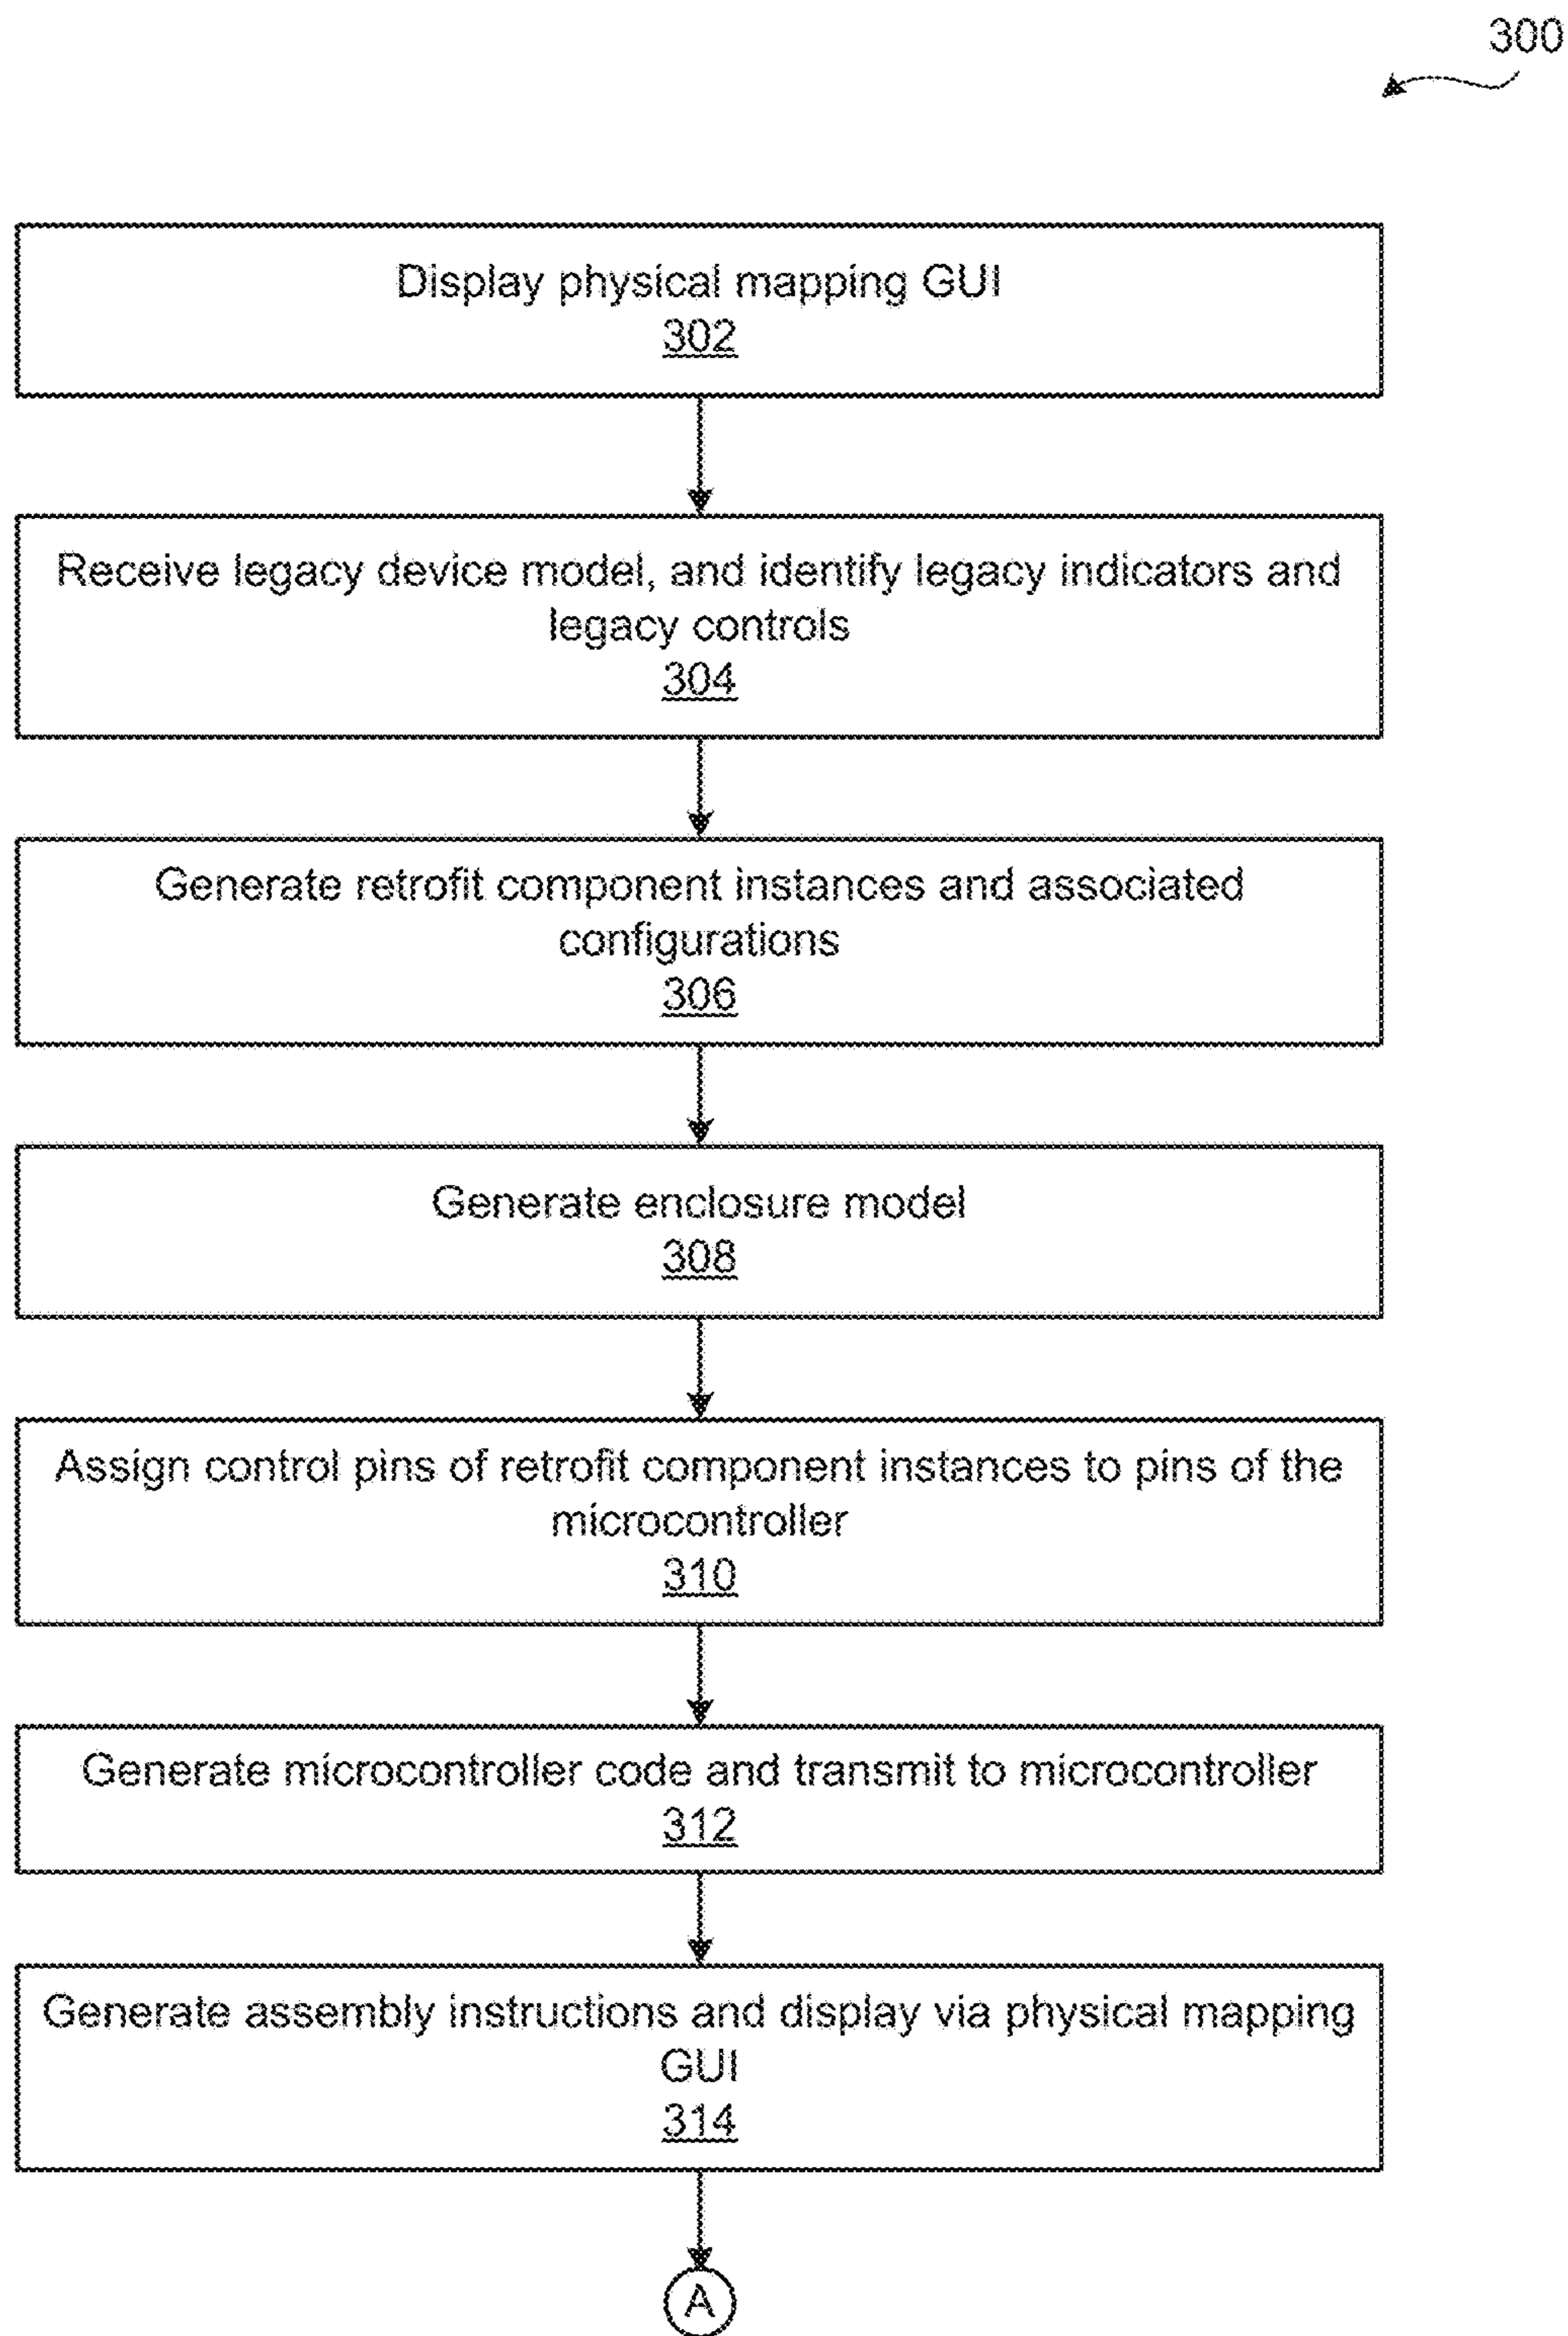 300
Display physical mapping GUI
302
Receive legacy device model, and identify legacy indicators and
legacy controls
304
Generate retrofit component instances and associated
configurations
306
Generate enclosure model
308
Assign control pins of retrofit component instances to pins of the
microcontroller
310
Generate microcontroller code and transmit to microcontroller
312
Generate assembly instructions and display via physical mapping
GUI
314
A